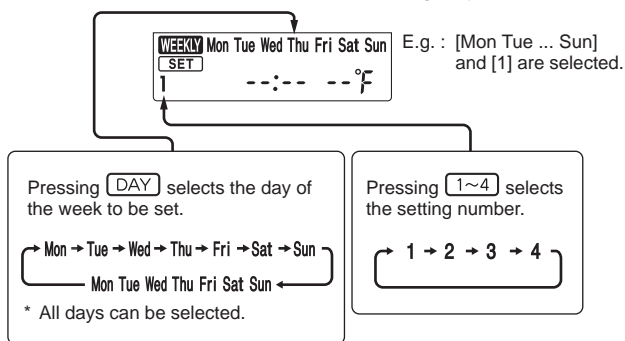 WEEKLY Mon Tue Wed Thu Fri Sat Sun
SET
1 --:-- --°F
E.g. : [Mon Tue ... Sun]
and [1] are selected.
Pressing DAY selects the day of
the week to be set.
Mon → Tue → Wed → Thu → Fri → Sat → Sun
Mon Tue Wed Thu Fri Sat Sun
* All days can be selected.
Pressing 1~4 selects
the setting number.
1 → 2 → 3 → 4